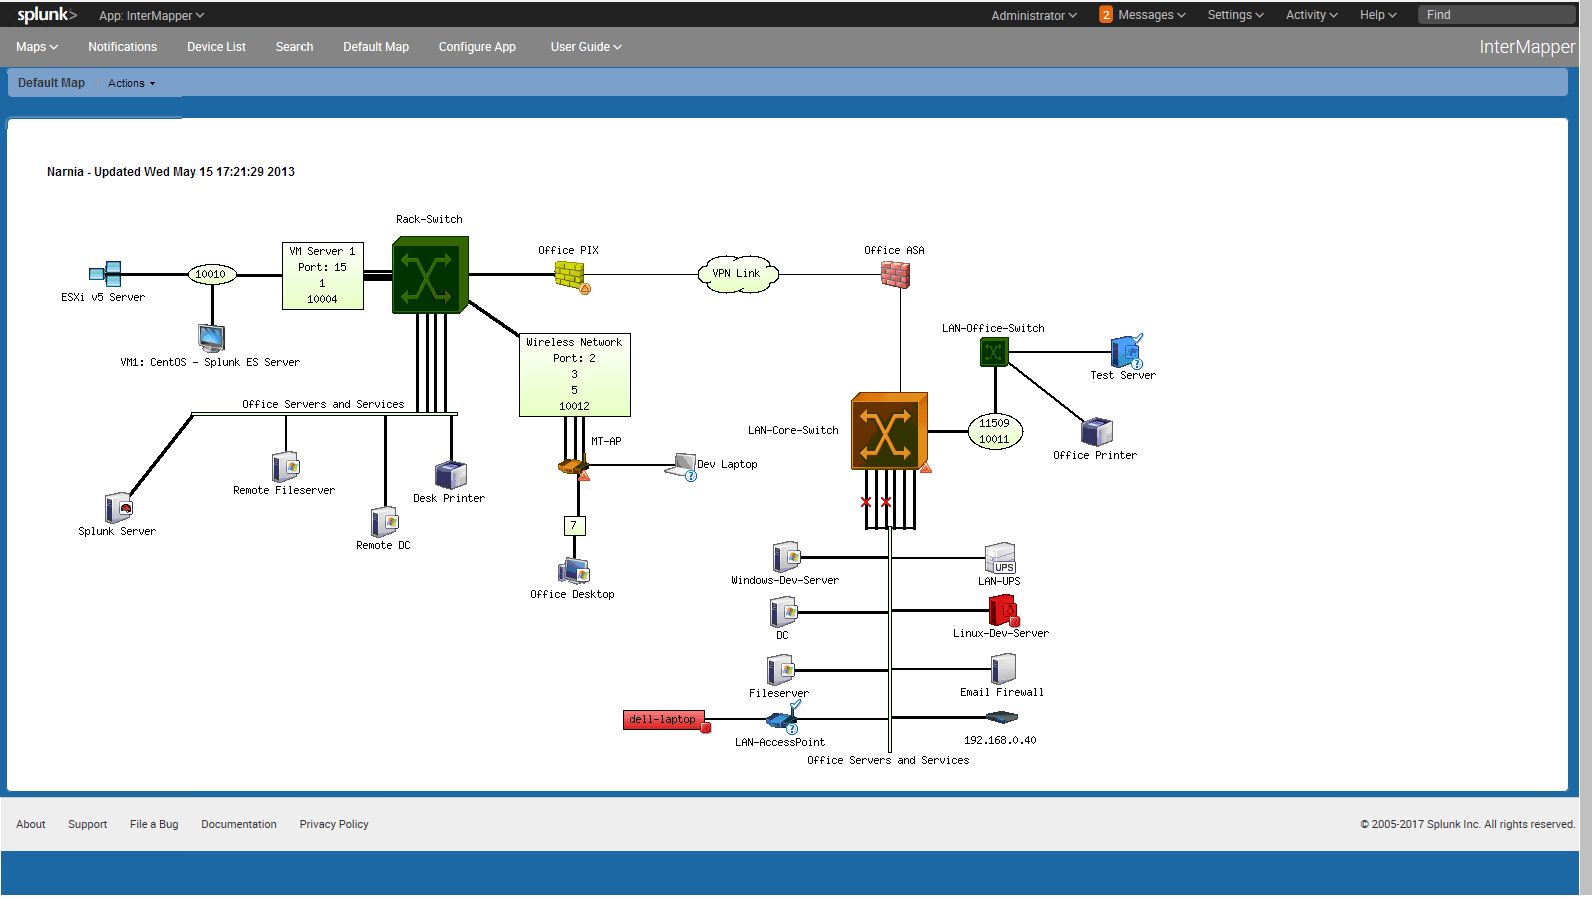 splunk> App: InterMapper Administrator 2 Messages Settings Activity Help Find
Maps Notifications Device List Search Default Map Configure App User Guide InterMapper
Default Map Actions
Narnia - Updated Wed May 15 17:21:29 2013
Rack-Switch
VM Server 1
Port: 15
1
10004
Office PIX
Office ASA
10010
VPN Link
ESXi v5 Server
LAN-Office-Switch
Wireless Network
Port: 2
3
5
10012
VM1: CentOS - Splunk ES Server
Test Server
Office Servers and Services
11509
10011
LAN-Core-Switch
MT-AP
Office Printer
Dev Laptop
Remote Fileserver
Desk Printer
7
Splunk Server
Remote DC
UPS
Windows-Dev-Server
LAN-UPS
Office Desktop
DC
Linux-Dev-Server
Fileserver
Email Firewall
dell-laptop
LAN-AccessPoint
192.168.0.40
Office Servers and Services
About Support File a Bug Documentation Privacy Policy © 2005-2017 Splunk Inc. All rights reserved.